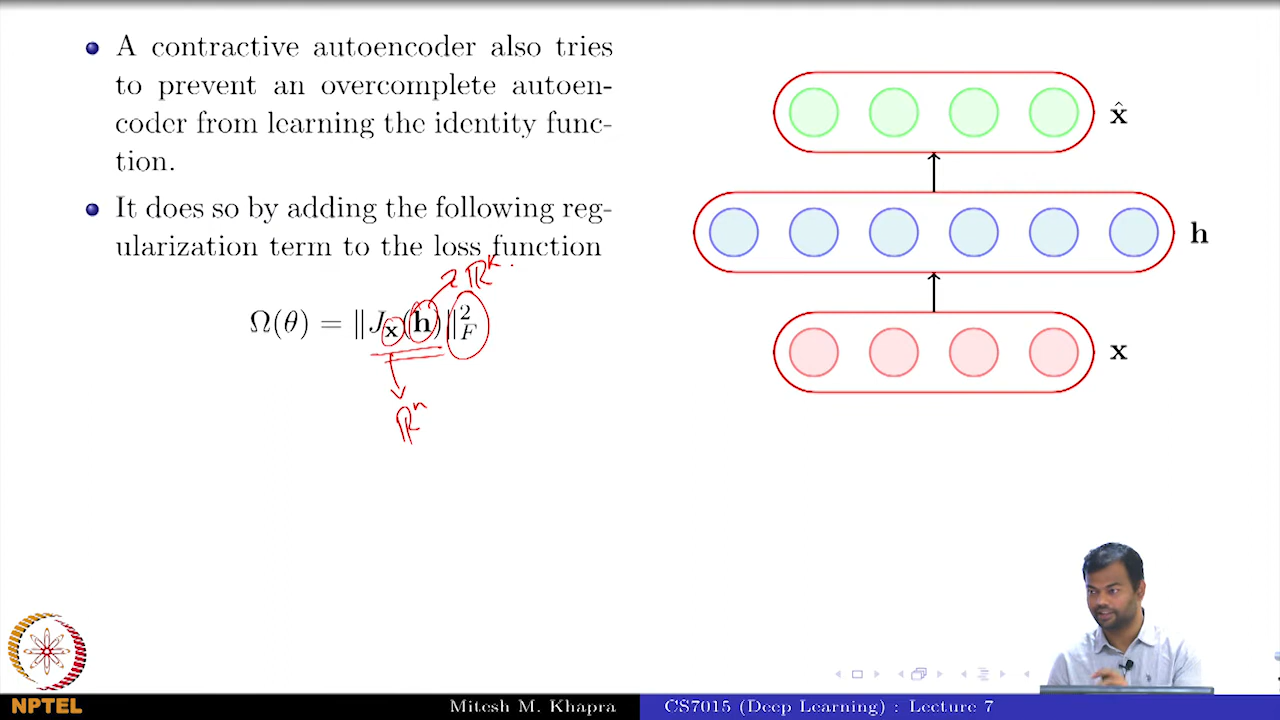 A contractive autoencoder also tries
to prevent an overcomplete autoen-
coder from learning the identity func-
tion.
It does so by adding the following reg-
ularization term to the loss function
ℝᵏ.
Ω(θ) = ‖J𝐱(𝐡)‖²F
ℝⁿ
x̂
h
x
NPTEL
Mitesh M. Khapra
CS7015 (Deep Learning) : Lecture 7